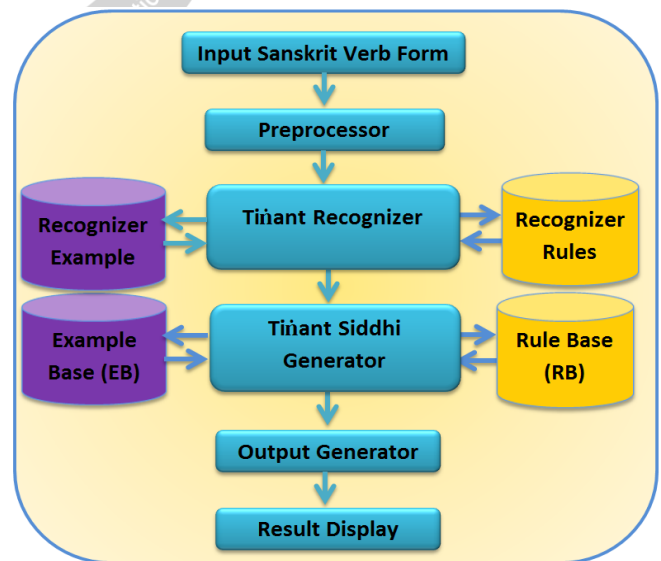 Input Sanskrit Verb Form
Preprocessor
Recognizer
Example
Tiṅant Recognizer
Recognizer
Rules
Example
Base (EB)
Tiṅant Siddhi
Generator
Rule Base
(RB)
Output Generator
Result Display